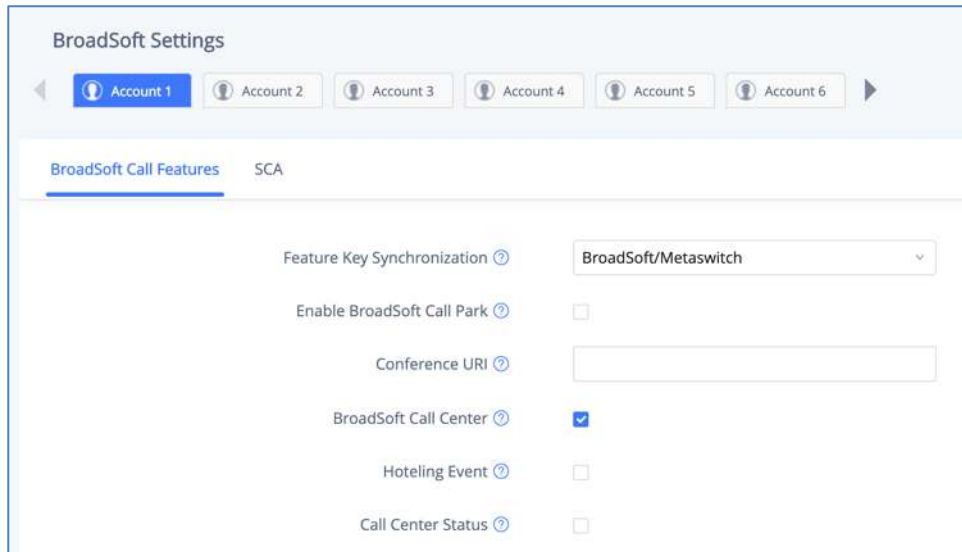 BroadSoft Settings
Account 1 Account 2 Account 3 Account 4 Account 5 Account 6
BroadSoft Call Features SCA
Feature Key Synchronization ? BroadSoft/Metaswitch
Enable BroadSoft Call Park ?
Conference URI ?
BroadSoft Call Center ?
Hoteling Event ?
Call Center Status ?